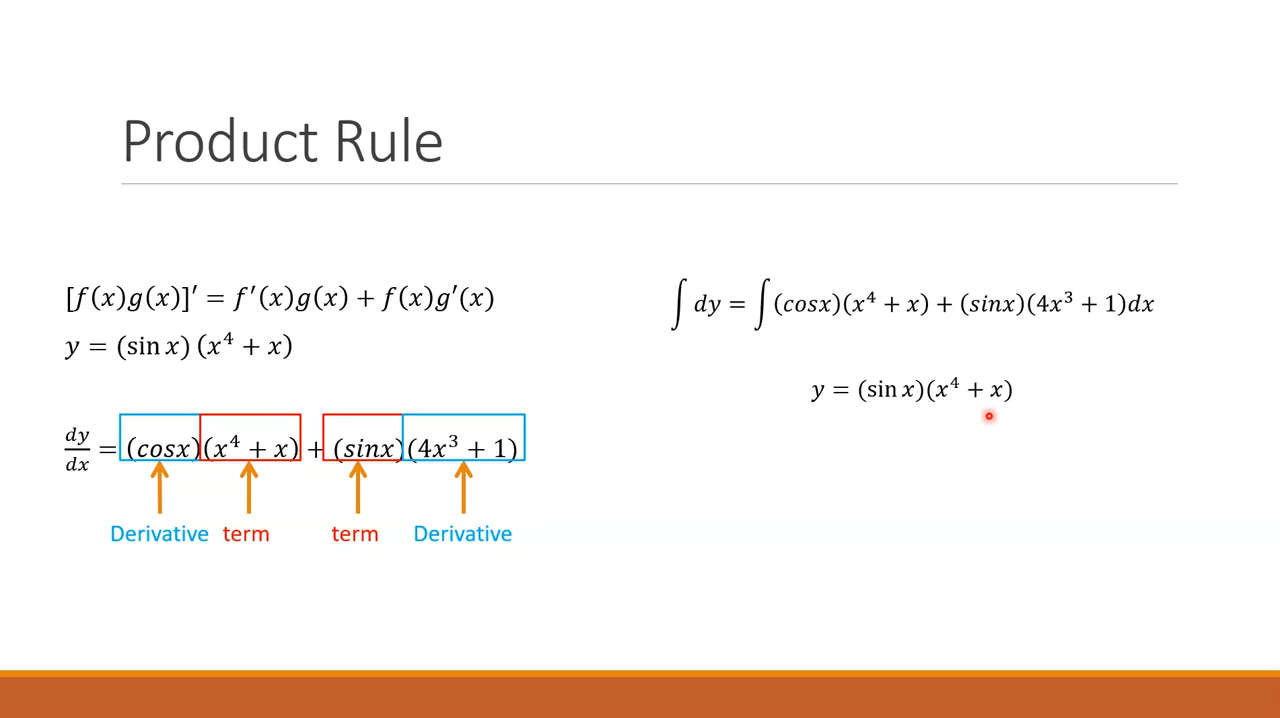 Product Rule
[f(x)g(x)]′ = f′(x)g(x) + f(x)g′(x)
y = (sin x) (x⁴ + x)
dy/dx = (cosx)(x⁴ + x) + (sinx)(4x³ + 1)
Derivative term term Derivative
∫ dy = ∫ (cosx)(x⁴ + x) + (sinx)(4x³ + 1)dx
y = (sin x)(x⁴ + x)